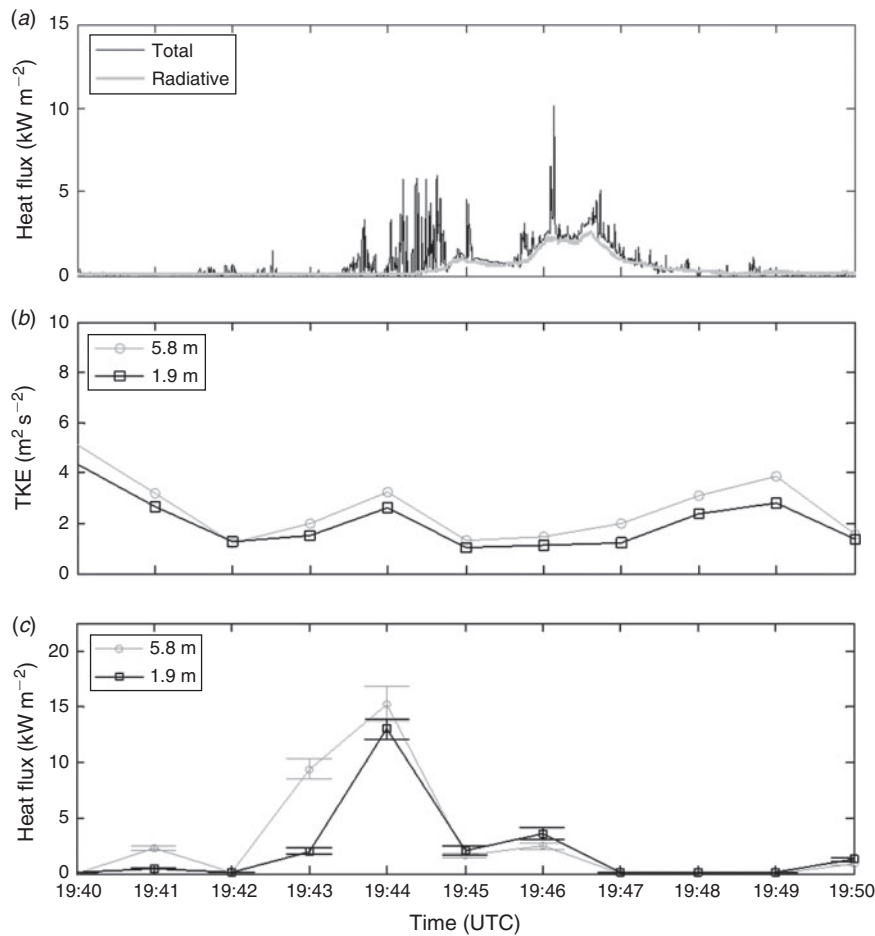 (a)
15
10
5
0
Heat flux (kW m−2)
Total
Radiative
(b)
10
8
6
4
2
0
TKE (m2 s−2)
5.8 m
1.9 m
(c)
20
15
10
5
0
Heat flux (kW m−2)
5.8 m
1.9 m
19:40 19:41 19:42 19:43 19:44 19:45 19:46 19:47 19:48 19:49 19:50
Time (UTC)